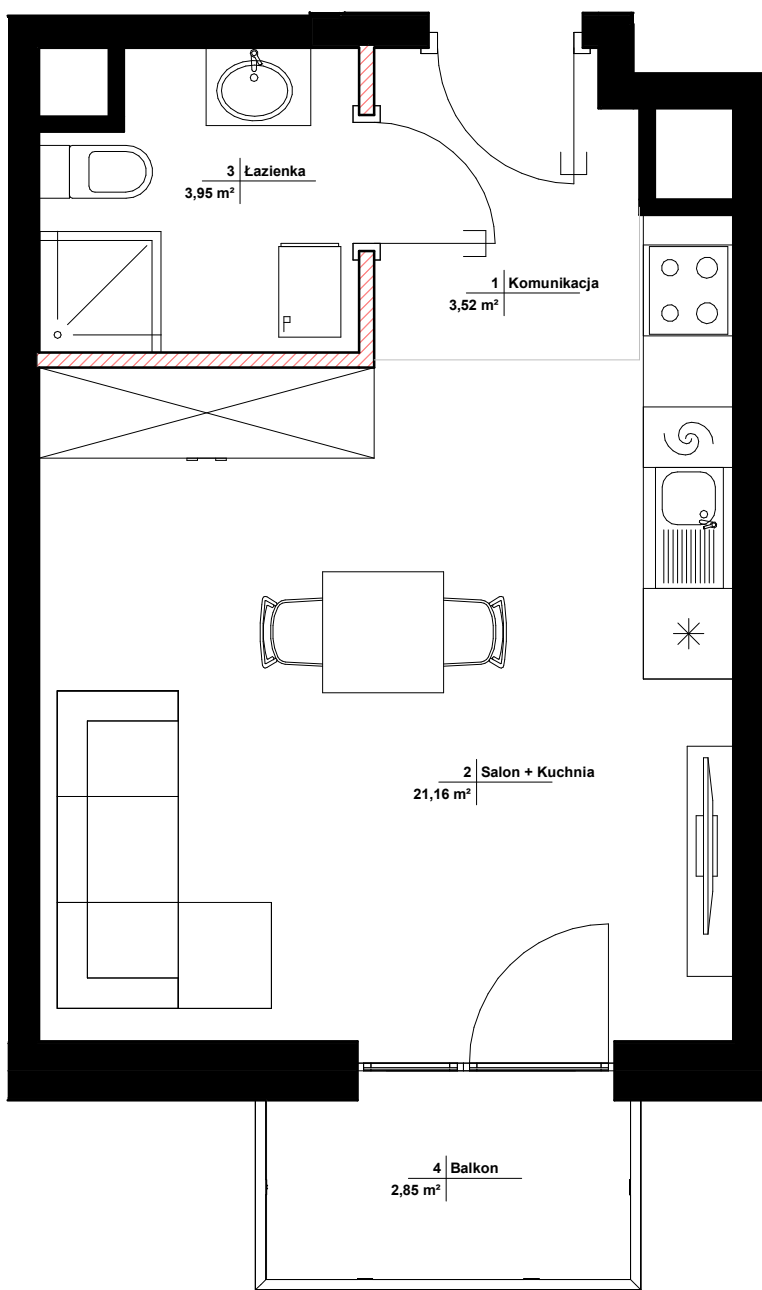 3 Łazienka
3,95 m²
1 Komunikacja
3,52 m²
2 Salon + Kuchnia
21,16 m²
4 Balkon
2,85 m²
P